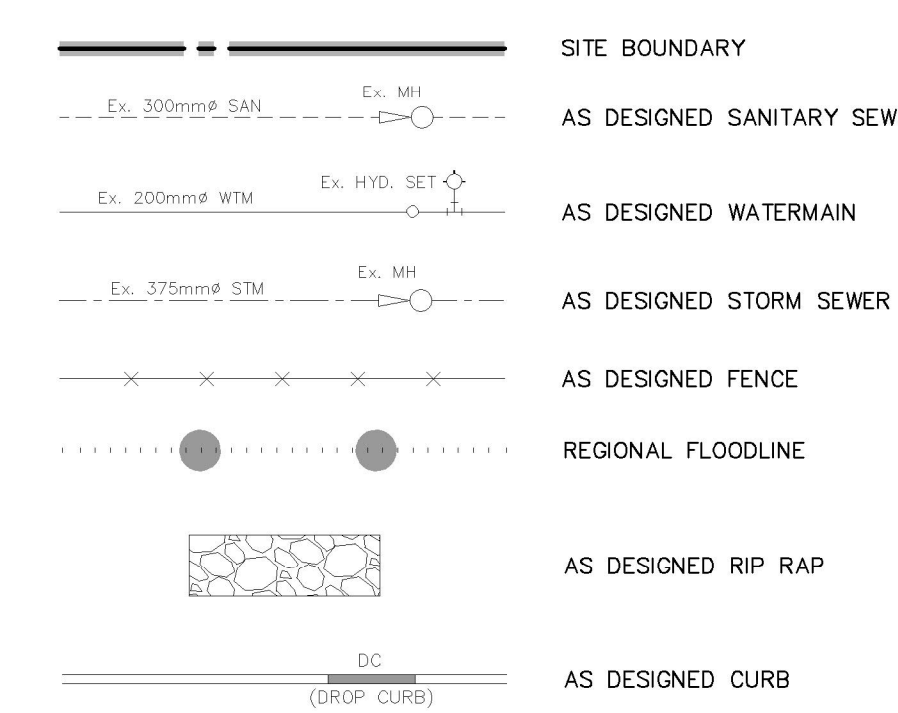 SITE BOUNDARY
Ex. 300mmø SAN
Ex. MH
AS DESIGNED SANITARY SEW
Ex. 200mmø WTM
Ex. HYD. SET
AS DESIGNED WATERMAIN
Ex. 375mmø STM
Ex. MH
AS DESIGNED STORM SEWER
AS DESIGNED FENCE
REGIONAL FLOODLINE
AS DESIGNED RIP RAP
DC
(DROP CURB)
AS DESIGNED CURB